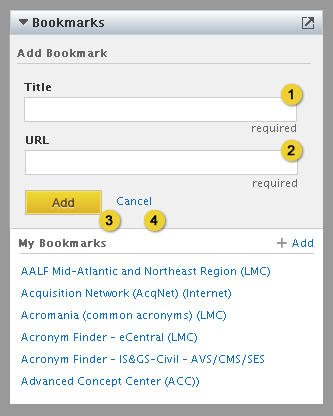 Bookmarks
Add Bookmark
Title
1
required
URL
2
required
Add Cancel
3 4
My Bookmarks + Add
AALF Mid-Atlantic and Northeast Region (LMC)
Acquisition Network (AcqNet) (Internet)
Acromania (common acronyms) (LMC)
Acronym Finder - eCentral (LMC)
Acronym Finder - IS&GS-Civil - AVS/CMS/SES
Advanced Concept Center (ACC))